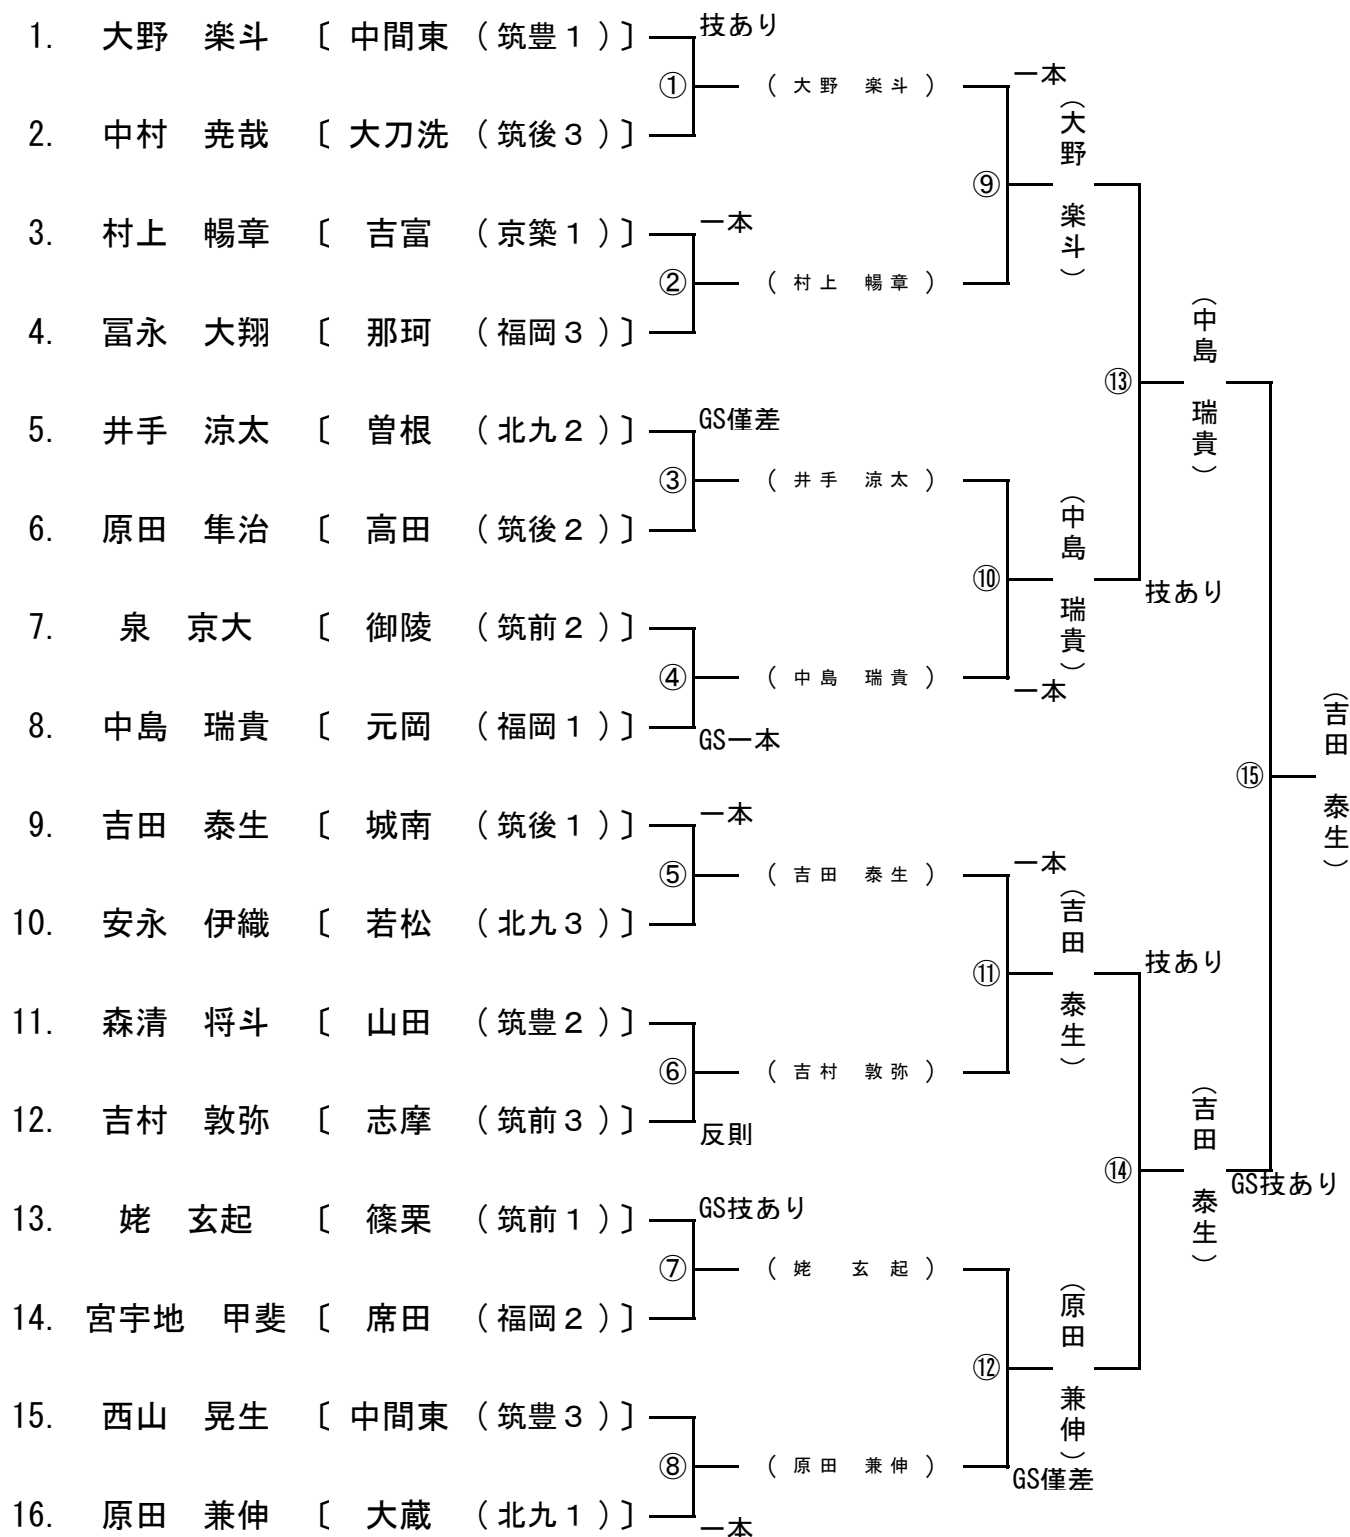 1. 大野 楽斗 〔 中間東 (筑豊1)〕 技あり
① ( 大野 楽斗 ) 一本
2. 中村 尭哉 〔 大刀洗 (筑後3)〕
(大野 楽斗)
⑨
3. 村上 暢章 〔 吉富 (京築1)〕 一本
② ( 村上 暢章 )
4. 冨永 大翔 〔 那珂 (福岡3)〕
(中島 瑞貴)
⑬
5. 井手 涼太 〔 曽根 (北九2)〕 GS僅差
③ ( 井手 涼太 )
6. 原田 隼治 〔 高田 (筑後2)〕
(中島 瑞貴)
⑩ 技あり
7. 泉 京大 〔 御陵 (筑前2)〕
④ ( 中島 瑞貴 ) 一本
8. 中島 瑞貴 〔 元岡 (福岡1)〕 GS一本
(吉田 泰生)
⑮
9. 吉田 泰生 〔 城南 (筑後1)〕 一本
⑤ ( 吉田 泰生 ) 一本
10. 安永 伊織 〔 若松 (北九3)〕
(吉田 泰生)
⑪ 技あり
11. 森清 将斗 〔 山田 (筑豊2)〕
⑥ ( 吉村 敦弥 )
12. 吉村 敦弥 〔 志摩 (筑前3)〕 反則
(吉田 泰生)
⑭ GS技あり
13. 姥 玄起 〔 篠栗 (筑前1)〕 GS技あり
⑦ ( 姥 玄起 )
14. 宮宇地 甲斐 〔 席田 (福岡2)〕
(原田 兼伸)
⑫
15. 西山 晃生 〔 中間東 (筑豊3)〕
⑧ ( 原田 兼伸 ) GS僅差
16. 原田 兼伸 〔 大蔵 (北九1)〕 一本